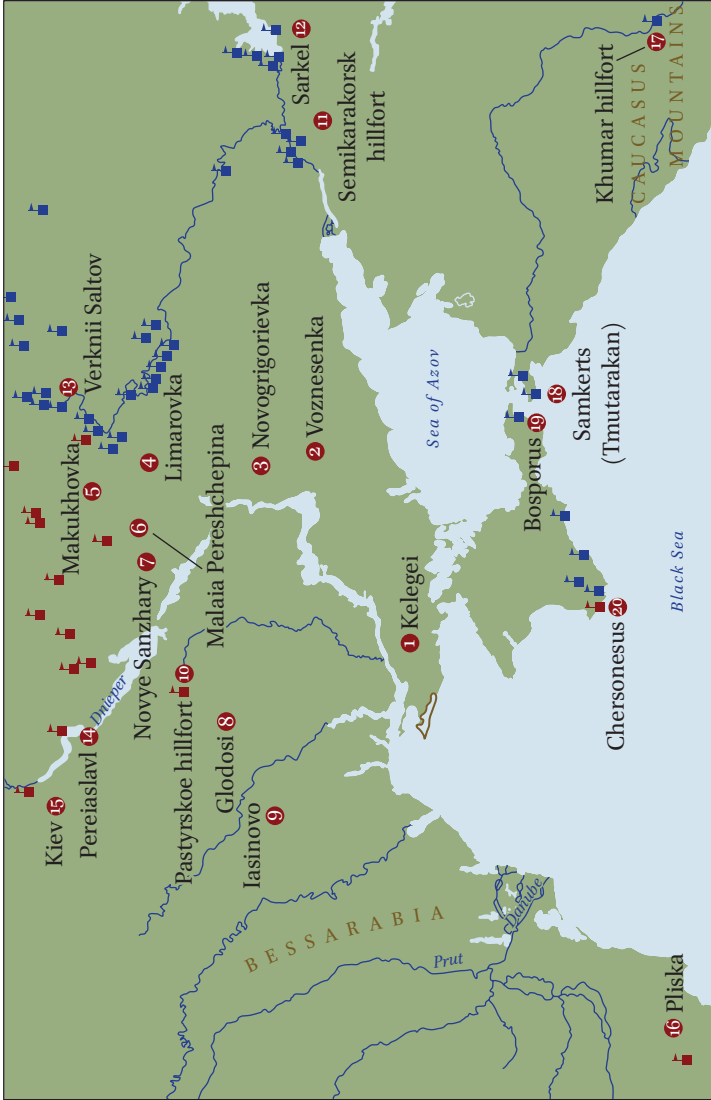 Kiev 15
Pereiaslavl 14
Dnieper
Novye Sanzhary 7
6
Malaia Pereshchepina
Makukhovka
5
13
Verknii Saltov
4
Limarovka
3 Novogrigorievka
2 Voznesenka
Pastyrskoe hillfort 10
Glodosi 8
Iasinovo 9
1 Kelegei
BESSARABIA
Prut
Danube
16 Pliska
Sea of Azov
Black Sea
Chersonesus 20
Bosporus 19
18
Samkerts
(Tmutarakan)
12
Sarkel
11
Semikarakorsk
hillfort
Khumar hillfort
17
CAUCASUS
MOUNTAINS